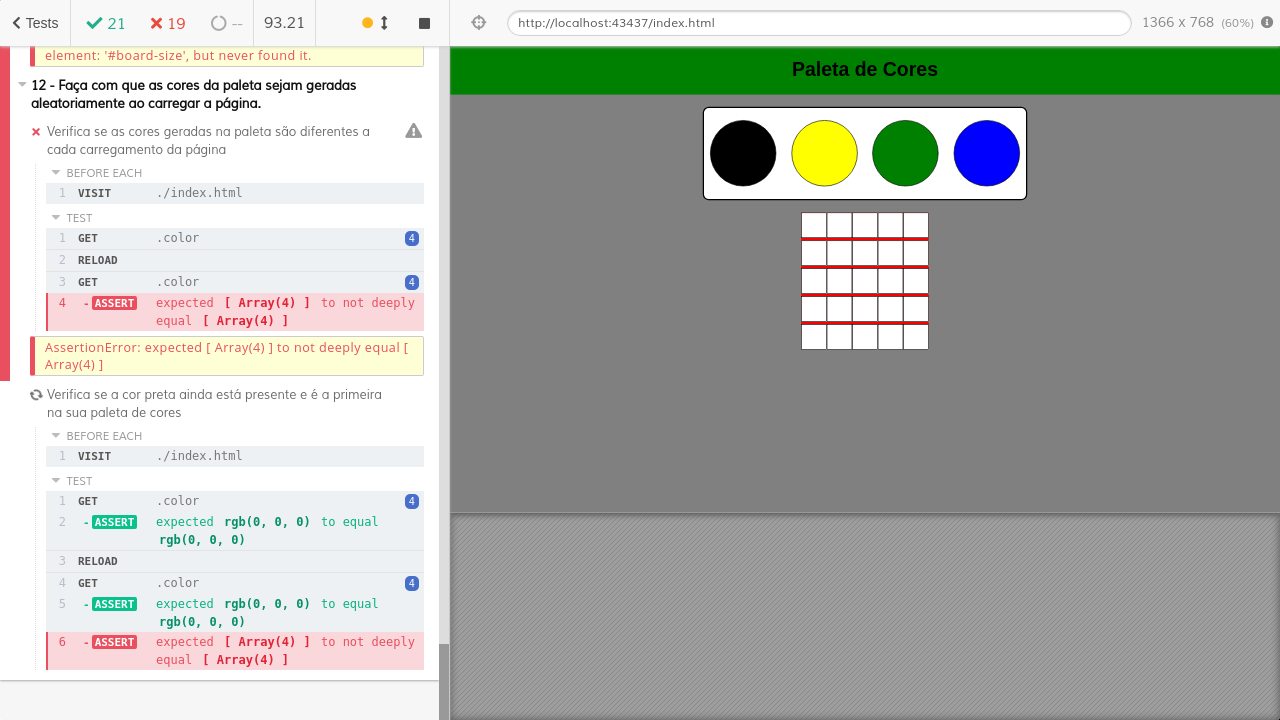 Tests
21
19
--
93.21
http://localhost:43437/index.html
1366 x 768 (60%)
element: '#board-size', but never found it.
12 - Faça com que as cores da paleta sejam geradas
aleatoriamente ao carregar a página.
Verifica se as cores geradas na paleta são diferentes a
cada carregamento da página
BEFORE EACH
1 VISIT ./index.html
TEST
1 GET .color 4
2 RELOAD
3 GET .color 4
4 - ASSERT expected [ Array(4) ] to not deeply
equal [ Array(4) ]
AssertionError: expected [ Array(4) ] to not deeply equal [
Array(4) ]
Verifica se a cor preta ainda está presente e é a primeira
na sua paleta de cores
BEFORE EACH
1 VISIT ./index.html
TEST
1 GET .color 4
2 - ASSERT expected rgb(0, 0, 0) to equal
rgb(0, 0, 0)
3 RELOAD
4 GET .color 4
5 - ASSERT expected rgb(0, 0, 0) to equal
rgb(0, 0, 0)
6 - ASSERT expected [ Array(4) ] to not deeply
equal [ Array(4) ]
Paleta de Cores